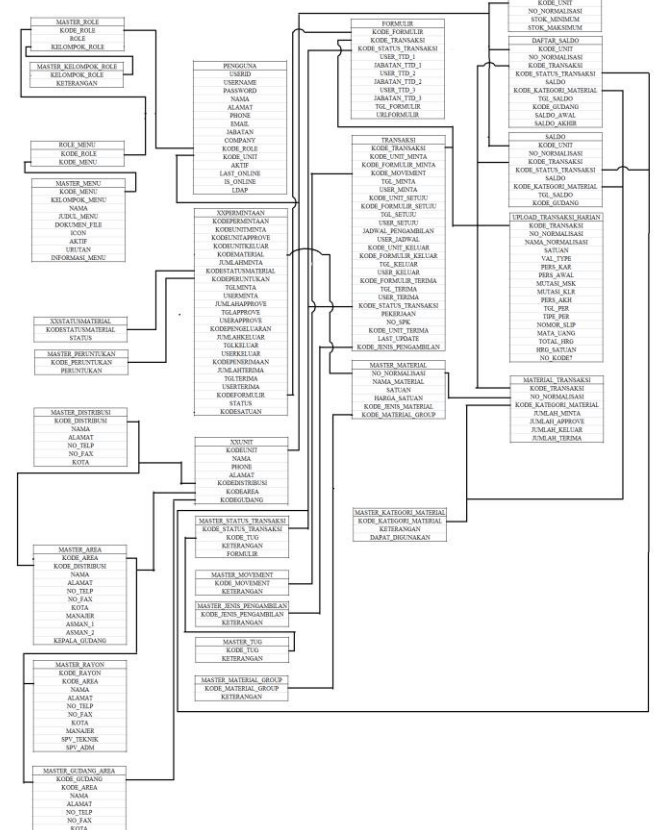 MASTER_ROLE
KODE_ROLE
ROLE
KELOMPOK_ROLE
MASTER_KELOMPOK_ROLE
KELOMPOK_ROLE
KETERANGAN
ROLE_MENU
KODE_ROLE
KODE_MENU
MASTER_MENU
KODE_MENU
KELOMPOK_MENU
NAMA
JUDUL_MENU
DOKUMEN_FILE
ICON
AKTIF
URUTAN
INFORMASI_MENU
XXSTATUSMATERIAL
KODESTATUSMATERIAL
STATUS
MASTER_PERUNTUKAN
KODE_PERUNTUKAN
PERUNTUKAN
MASTER_DISTRIBUSI
KODE_DISTRIBUSI
NAMA
ALAMAT
NO_TELP
NO_FAX
KOTA
MASTER_AREA
KODE_AREA
KODE_DISTRIBUSI
NAMA
ALAMAT
NO_TELP
NO_FAX
KOTA
MANAJER
ASMAN_1
ASMAN_2
KEPALA_GUDANG
MASTER_RAYON
KODE_RAYON
KODE_AREA
NAMA
ALAMAT
NO_TELP
NO_FAX
KOTA
MANAJER
SPV_TEKNIK
SPV_ADM
MASTER_GUDANG_AREA
KODE_GUDANG
KODE_AREA
NAMA
ALAMAT
NO_TELP
NO_FAX
KOTA
PENGGUNA
USERID
USERNAME
PASSWORD
NAMA
ALAMAT
PHONE
EMAIL
JABATAN
COMPANY
KODE_ROLE
KODE_UNIT
AKTIF
LAST_ONLINE
IS_ONLINE
LDAP
XXPERMINTAAN
KODEPERMINTAAN
KODEUNITMINTA
KODEUNITAPPROVE
KODEUNITKELUAR
KODEMATERIAL
JUMLAHMINTA
KODESTATUSMATERIAL
KODEPERUNTUKAN
TGLMINTA
USERMINTA
JUMLAHAPPROVE
TGLAPPROVE
USERAPPROVE
KODEPENGELUARAN
JUMLAHKELUAR
TGLKELUAR
USERKELUAR
KODEPENERIMAAN
JUMLAHTERIMA
TGLTERIMA
USERTERIMA
KODEFORMULIR
STATUS
KODESATUAN
XXUNIT
KODEUNIT
NAMA
PHONE
ALAMAT
KODEDISTRIBUSI
KODEAREA
KODEGUDANG
MASTER_STATUS_TRANSAKSI
KODE_STATUS_TRANSAKSI
KODE_TUG
KETERANGAN
FORMULIR
MASTER_MOVEMENT
KODE_MOVEMENT
KETERANGAN
MASTER_JENIS_PENGAMBILAN
KODE_JENIS_PENGAMBILAN
KETERANGAN
MASTER_TUG
KODE_TUG
KETERANGAN
MASTER_MATERIAL_GROUP
KODE_MATERIAL_GROUP
KETERANGAN
FORMULIR
KODE_FORMULIR
KODE_TRANSAKSI
KODE_STATUS_TRANSAKSI
USER_TTD_1
JABATAN_TTD_1
USER_TTD_2
JABATAN_TTD_2
USER_TTD_3
JABATAN_TTD_3
TGL_FORMULIR
URLFORMULIR
TRANSAKSI
KODE_TRANSAKSI
KODE_UNIT_MINTA
KODE_FORMULIR_MINTA
KODE_MOVEMENT
TGL_MINTA
USER_MINTA
KODE_UNIT_SETUJU
KODE_FORMULIR_SETUJU
TGL_SETUJU
USER_SETUJU
JADWAL_PENGAMBILAN
USER_JADWAL
KODE_UNIT_KELUAR
KODE_FORMULIR_KELUAR
TGL_KELUAR
USER_KELUAR
KODE_FORMULIR_TERIMA
TGL_TERIMA
USER_TERIMA
KODE_STATUS_TRANSAKSI
PEKERJAAN
NO_SPK
KODE_UNIT_TERIMA
LAST_UPDATE
KODE_JENIS_PENGAMBILAN
MASTER_MATERIAL
NO_NORMALISASI
NAMA_MATERIAL
SATUAN
HARGA_SATUAN
KODE_JENIS_MATERIAL
KODE_MATERIAL_GROUP
MASTER_KATEGORI_MATERIAL
KODE_KATEGORI_MATERIAL
KETERANGAN
DAPAT_DIGUNAKAN
KODE_UNIT
NO_NORMALISASI
STOK_MINIMUM
STOK_MAKSIMUM
DAFTAR_SALDO
KODE_UNIT
NO_NORMALISASI
KODE_TRANSAKSI
KODE_STATUS_TRANSAKSI
SALDO
KODE_KATEGORI_MATERIAL
TGL_SALDO
KODE_GUDANG
SALDO_AWAL
SALDO_AKHIR
SALDO
KODE_UNIT
NO_NORMALISASI
KODE_TRANSAKSI
KODE_STATUS_TRANSAKSI
SALDO
KODE_KATEGORI_MATERIAL
TGL_SALDO
KODE_GUDANG
UPLOAD_TRANSAKSI_HARIAN
KODE_TRANSAKSI
NO_NORMALISASI
NAMA_NORMALISASI
SATUAN
VAL_TYPE
PERS_KAR
PERS_AWAL
MUTASI_MSK
MUTASI_KLR
PERS_AKH
TGL_PER
TIPE_PER
NOMOR_SLIP
MATA_UANG
TOTAL_HRG
HRG_SATUAN
NO_KODE7
MATERIAL_TRANSAKSI
KODE_TRANSAKSI
NO_NORMALISASI
KODE_KATEGORI_MATERIAL
JUMLAH_MINTA
JUMLAH_APPROVE
JUMLAH_KELUAR
JUMLAH_TERIMA